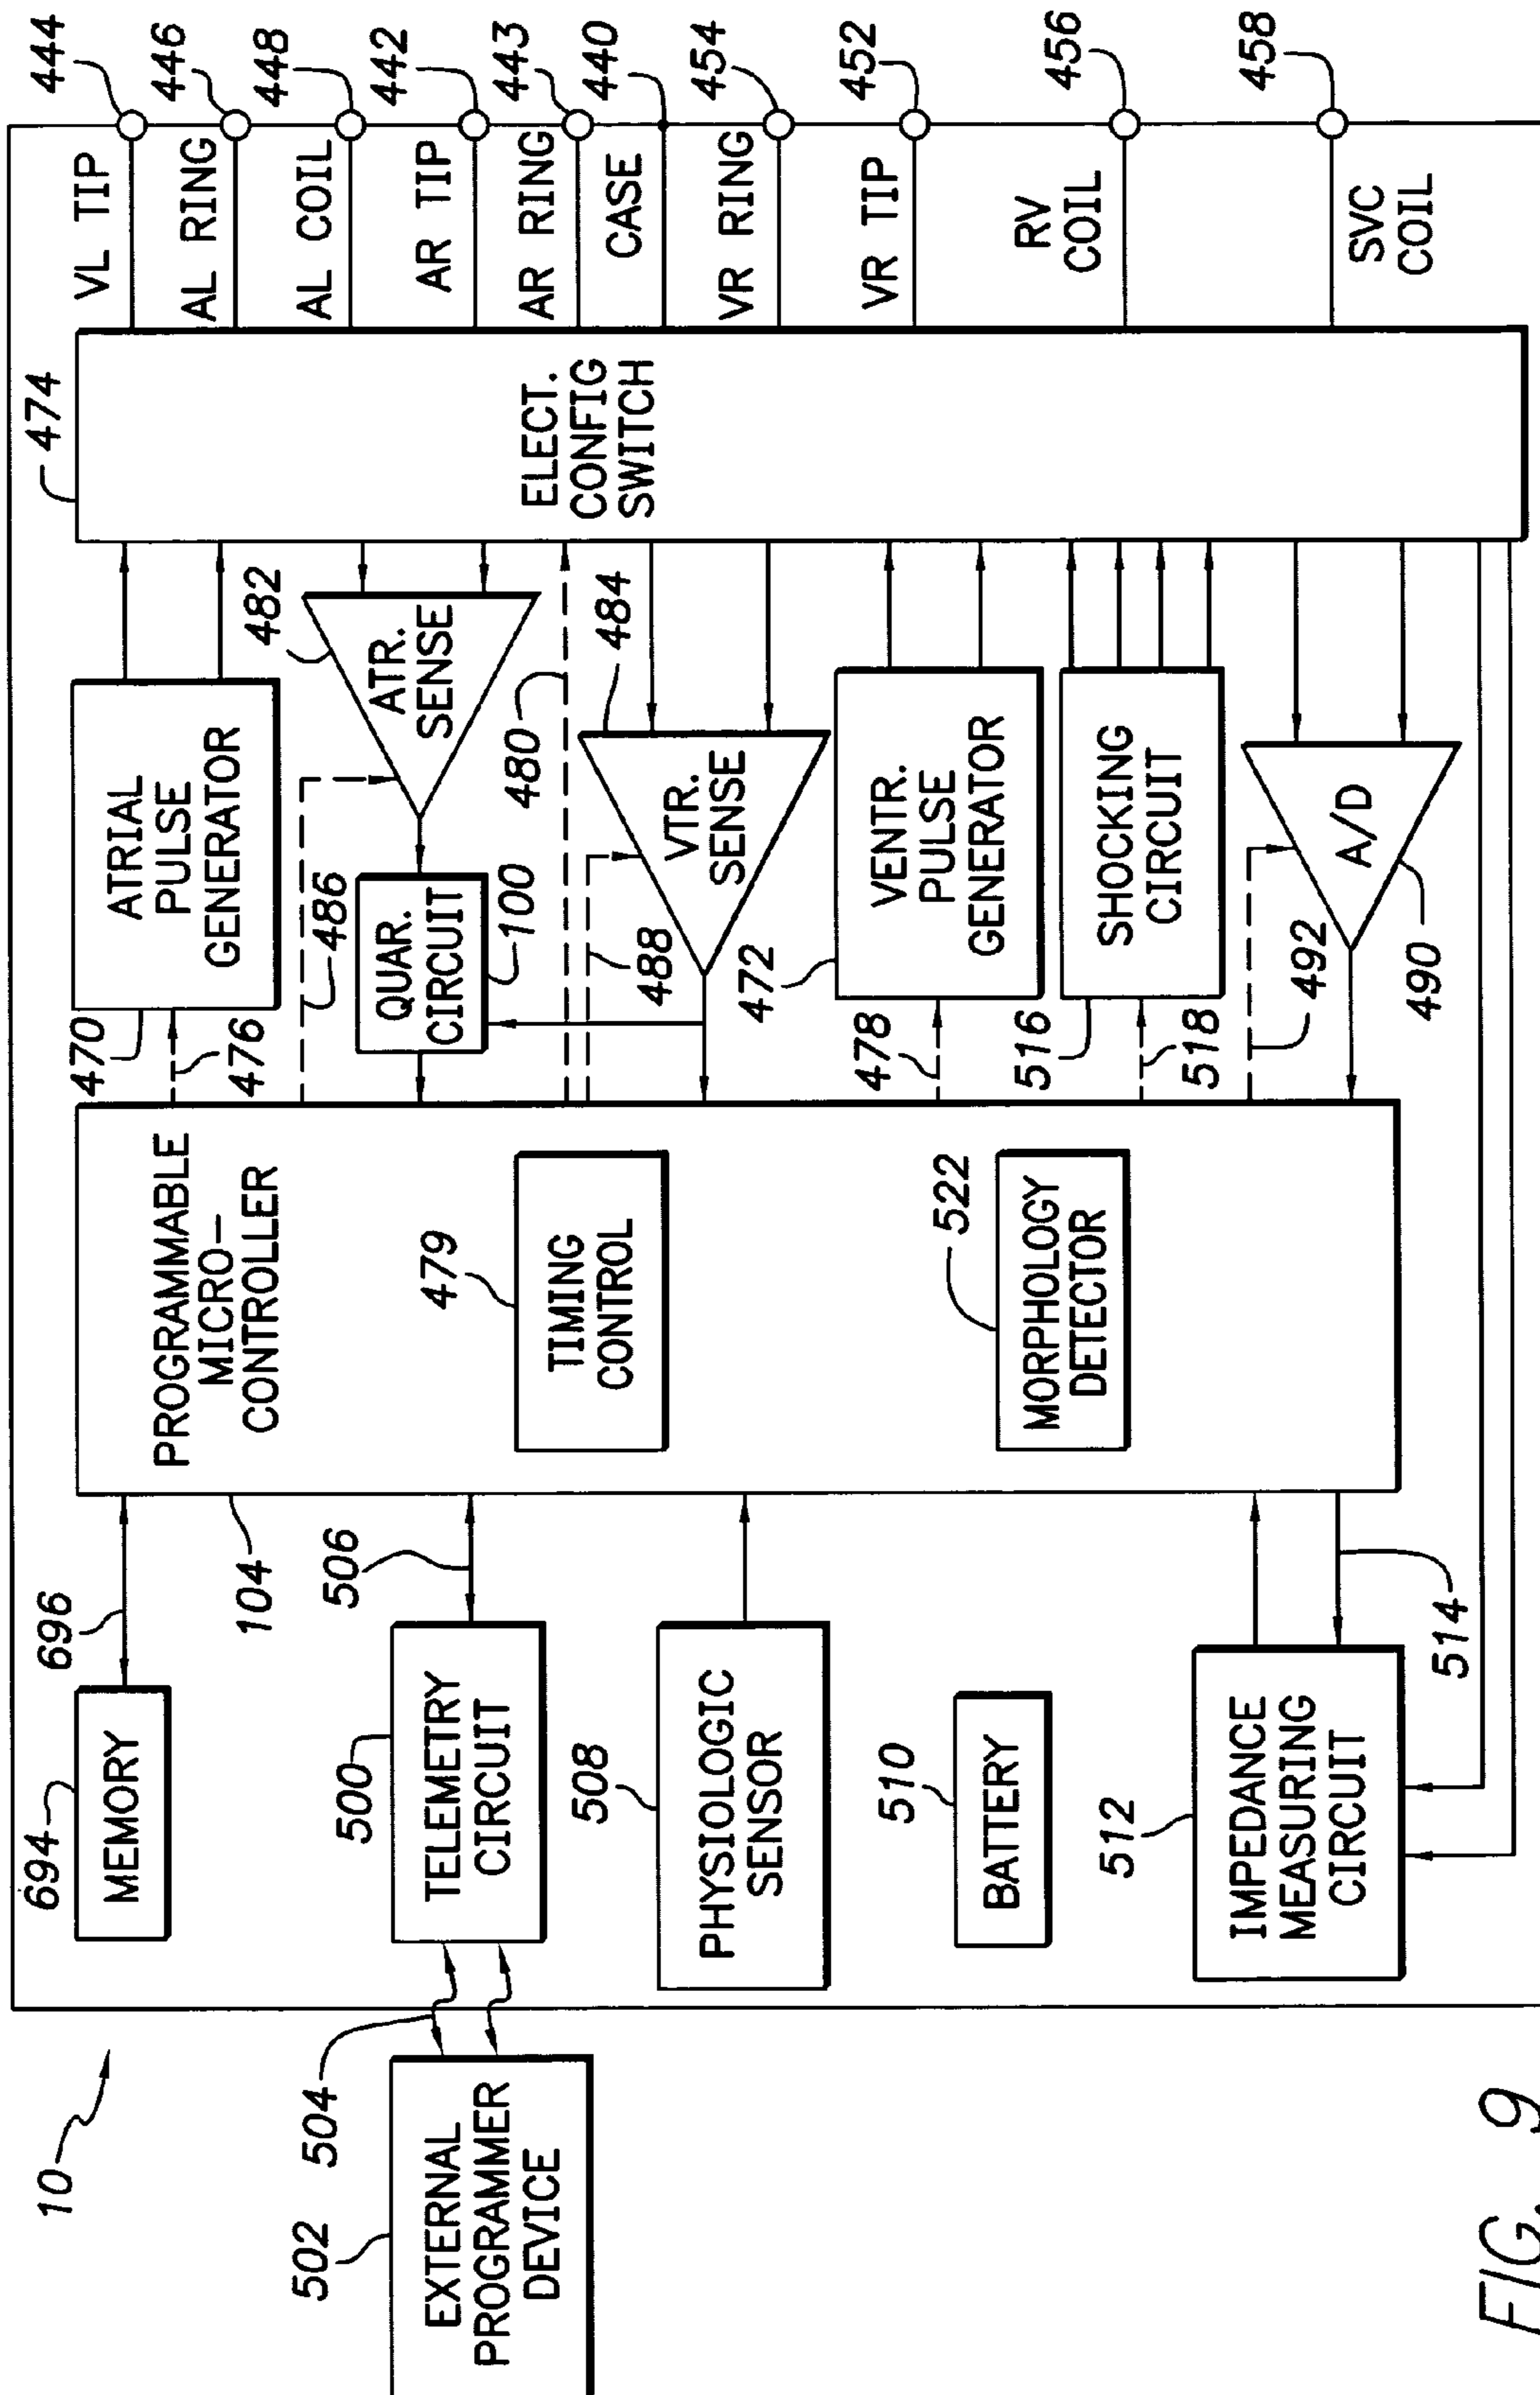 10
694
MEMORY
696
104
PROGRAMMABLE
MICRO–
CONTROLLER
470
476
ATRIAL
PULSE
GENERATOR
474
VL TIP
444
AL RING
446
AL COIL
448
AR TIP
442
AR RING
443
CASE
440
VR RING
454
VR TIP
452
RV
COIL
456
SVC
COIL
458
ELECT.
CONFIG
SWITCH
482
ATR.
SENSE
486
QUAR.
CIRCUIT
100
480
484
VTR.
SENSE
488
472
VENTR.
PULSE
GENERATOR
478
516
SHOCKING
CIRCUIT
518
492
A/D
490
479
TIMING
CONTROL
522
MORPHOLOGY
DETECTOR
502
EXTERNAL
PROGRAMMER
DEVICE
504
500
TELEMETRY
CIRCUIT
506
508
PHYSIOLOGIC
SENSOR
510
BATTERY
512
IMPEDANCE
MEASURING
CIRCUIT
514
FIG. 9